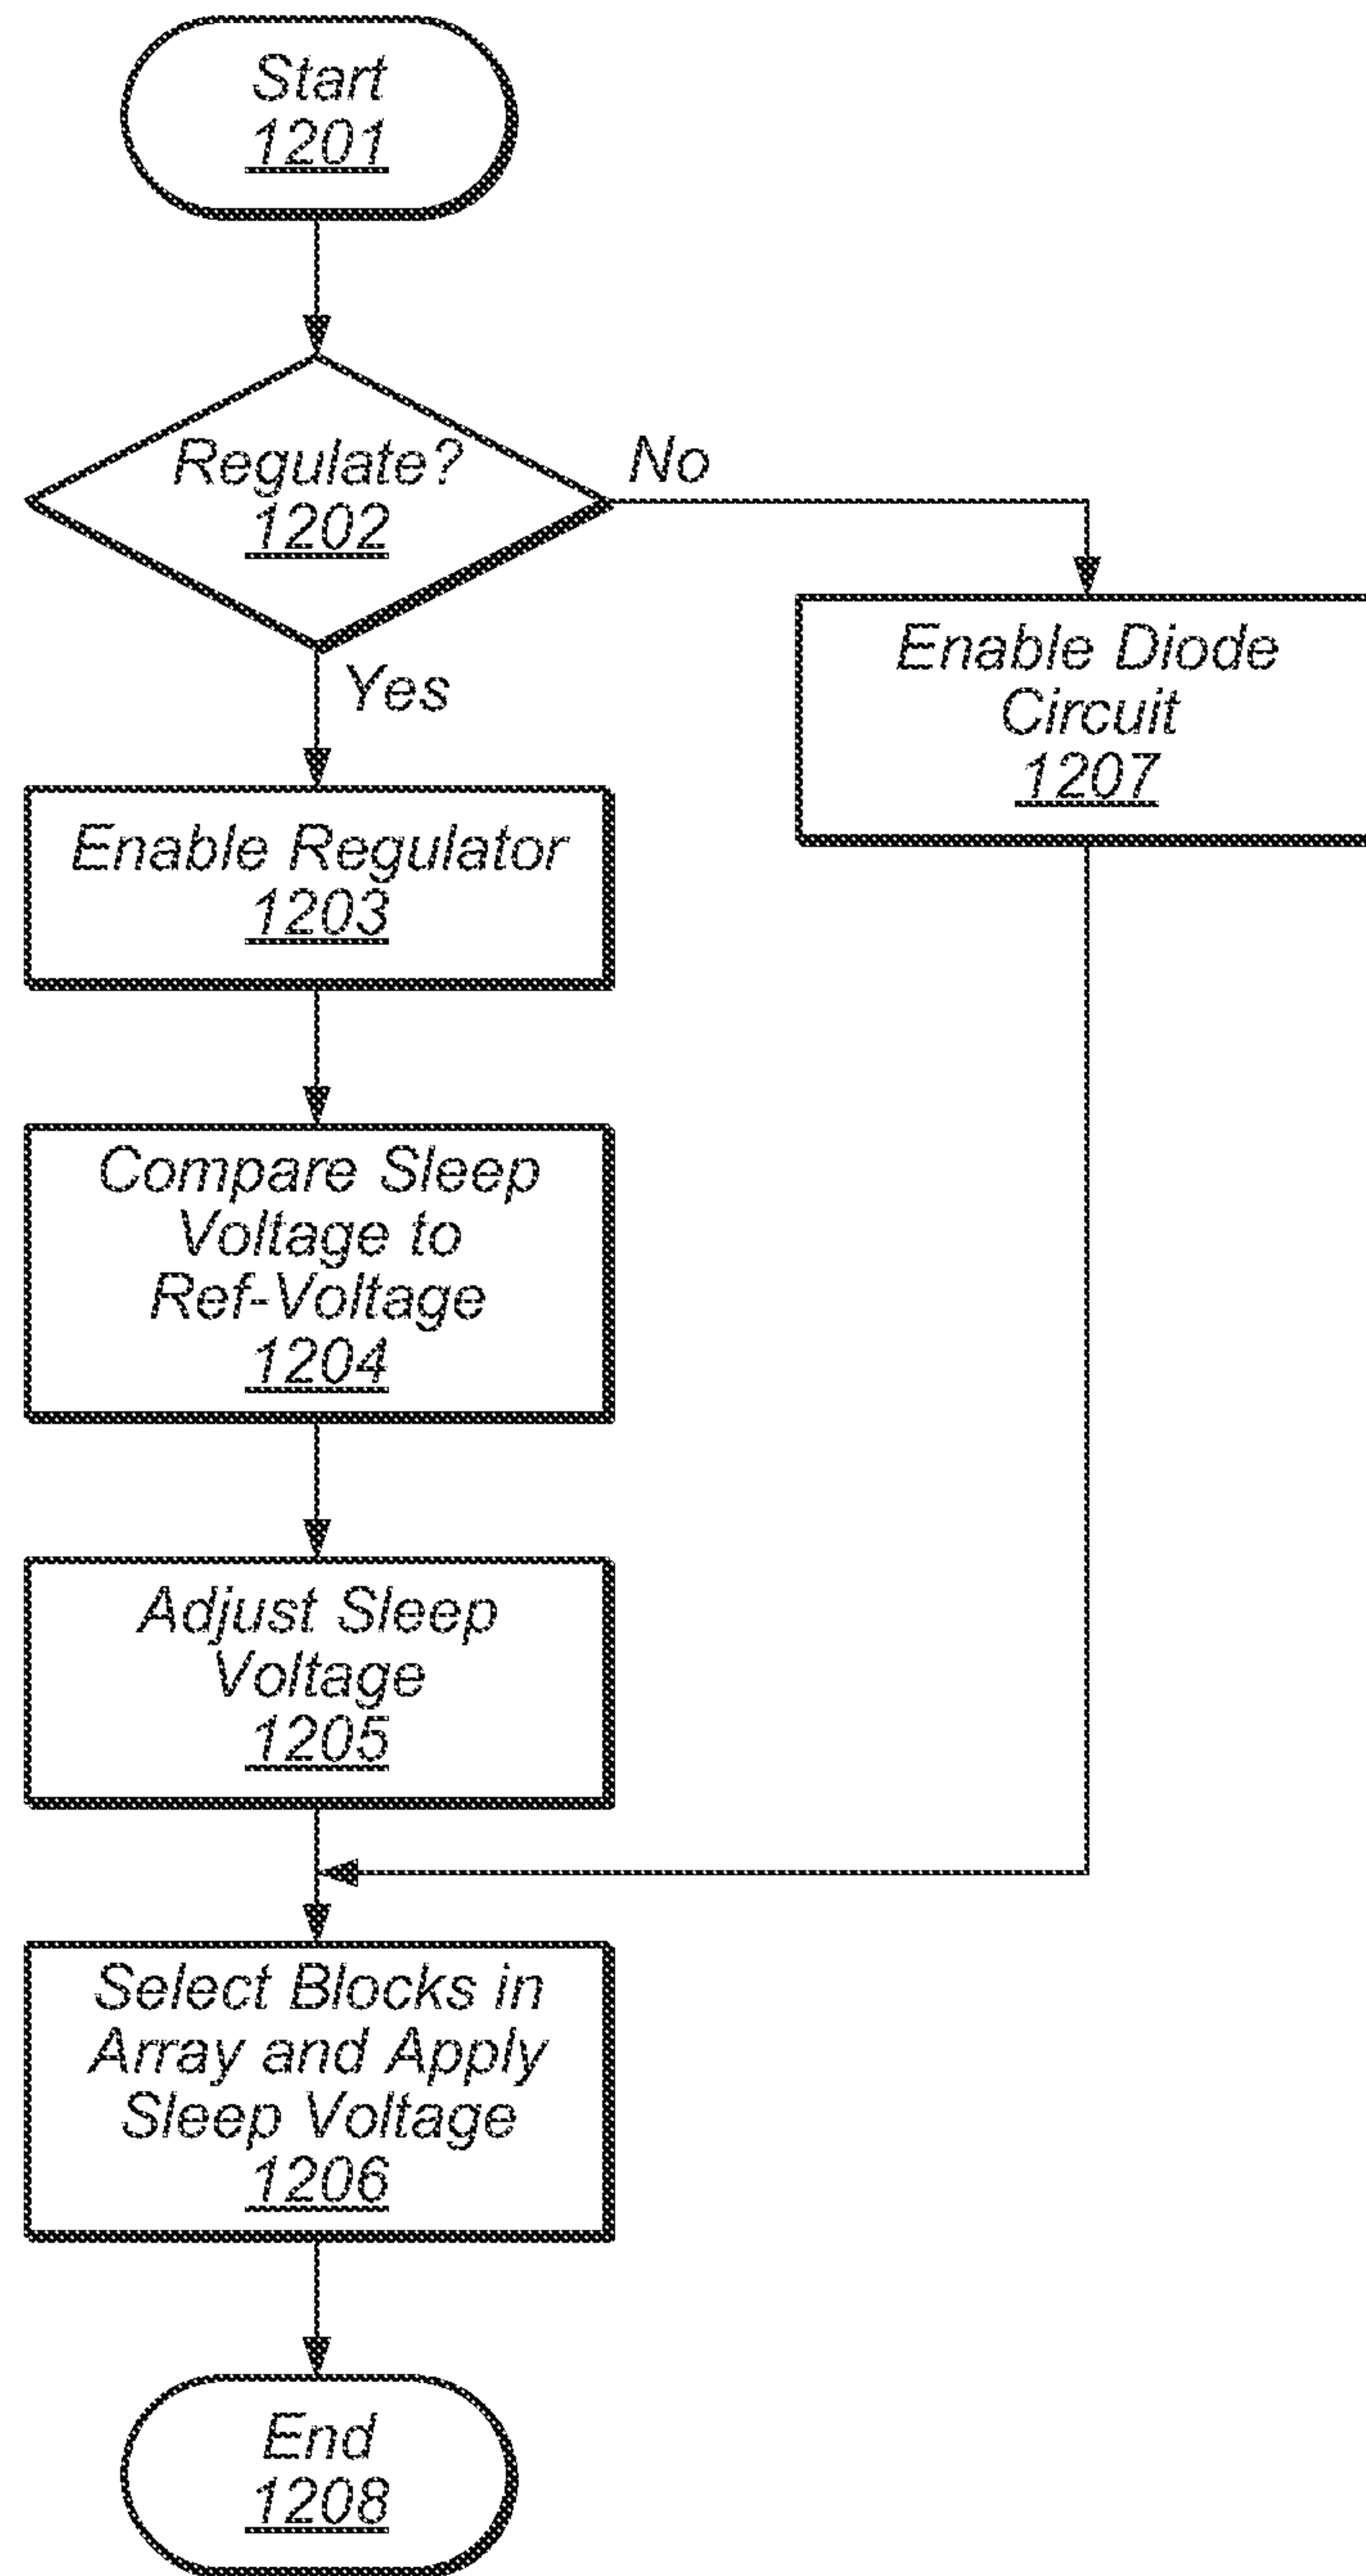 Start
1201
Regulate?
1202
No
Yes
Enable Diode
Circuit
1207
Enable Regulator
1203
Compare Sleep
Voltage to
Ref-Voltage
1204
Adjust Sleep
Voltage
1205
Select Blocks in
Array and Apply
Sleep Voltage
1206
End
1208